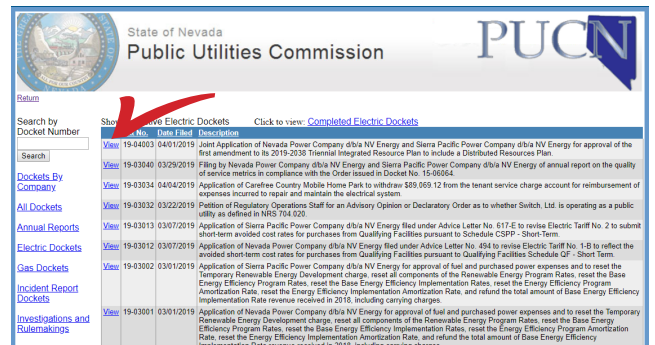 State of Nevada
Public Utilities Commission
PUCN
Return
Search by
Docket Number
Search
Dockets By
Company
All Dockets
Annual Reports
Electric Dockets
Gas Dockets
Incident Report
Dockets
Investigations and
Rulemakings
Electric Dockets Click to view: Completed Electric Dockets
No. Date Filed Description
View 19-04003 04/01/2019 Joint Application of Nevada Power Company d/b/a NV Energy and Sierra Pacific Power Company d/b/a NV Energy for approval of the
first amendment to its 2019-2038 Triennial Integrated Resource Plan to include a Distributed Resources Plan.
View 19-03040 03/29/2019 Filing by Nevada Power Company d/b/a NV Energy and Sierra Pacific Power Company d/b/a NV Energy of annual report on the quality
of service metrics in compliance with the Order issued in Docket No. 15-06064.
View 19-03034 04/04/2019 Application of Carefree Country Mobile Home Park to withdraw $89,069.12 from the tenant service charge account for reimbursement of
expenses incurred to repair and maintain the electrical system.
View 19-03032 03/22/2019 Petition of Regulatory Operations Staff for an Advisory Opinion or Declaratory Order as to whether Switch, Ltd. is operating as a public
utility as defined in NRS 704.020.
View 19-03013 03/07/2019 Application of Sierra Pacific Power Company d/b/a NV Energy filed under Advice Letter No. 617-E to revise Electric Tariff No. 2 to submit
short-term avoided cost rates for purchases from Qualifying Facilities pursuant to Schedule CSPP - Short-Term.
View 19-03012 03/07/2019 Application of Nevada Power Company d/b/a NV Energy filed under Advice Letter No. 494 to revise Electric Tariff No. 1-B to reflect the
avoided short-term cost rates for purchases from Qualifying Facilities pursuant to Qualifying Facilities Schedule QF - Short Term.
View 19-03002 03/01/2019 Application of Sierra Pacific Power Company d/b/a NV Energy for approval of fuel and purchased power expenses and to reset the
Temporary Renewable Energy Development charge, reset all components of the Renewable Energy Program Rates, reset the Base
Energy Efficiency Program Rates, reset the Base Energy Efficiency Implementation Rates, reset the Energy Efficiency Program
Amortization Rate, reset the Energy Efficiency Implementation Amortization Rate, and refund the total amount of Base Energy Efficiency
Implementation Rate revenue received in 2018, including carrying charges.
View 19-03001 03/01/2019 Application of Nevada Power Company d/b/a NV Energy for approval of fuel and purchased power expenses and to reset the Temporary
Renewable Energy Development charge, reset all components of the Renewable Energy Program Rates, reset the Base Energy
Efficiency Program Rates, reset the Base Energy Efficiency Implementation Rates, reset the Energy Efficiency Program Amortization
Rate, reset the Energy Efficiency Implementation Amortization Rate, and refund the total amount of Base Energy Efficiency
Implementation Rate revenue received in 2018, including carrying charges.